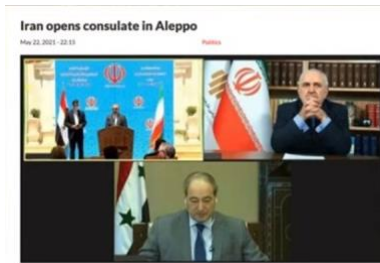 Iran opens consulate in Aleppo
May 22, 2021 - 22:15
Politics